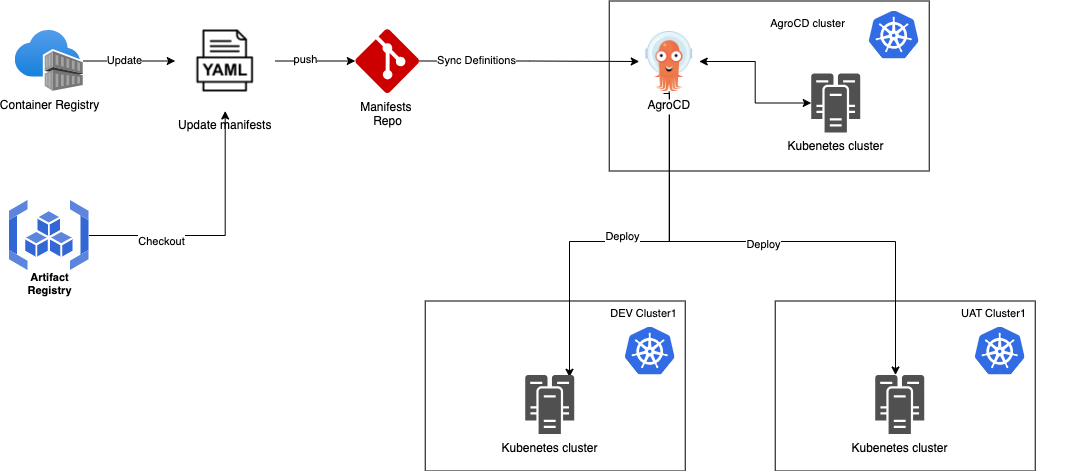 AgroCD cluster
Update
YAML
push
Sync Definitions
Container Registry
Update manifests
Manifests
Repo
AgroCD
Kubenetes cluster
Checkout
Artifact
Registry
Deploy
Deploy
DEV Cluster1
UAT Cluster1
Kubenetes cluster
Kubenetes cluster